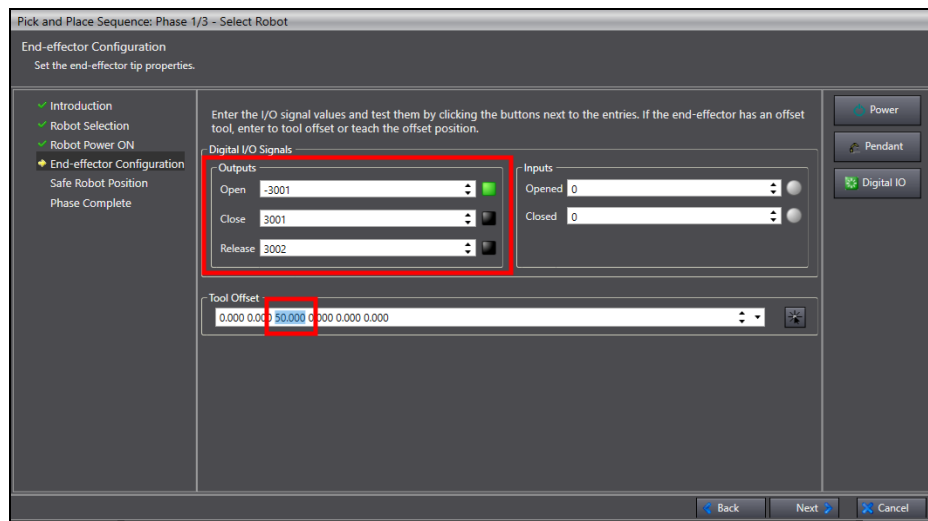 Pick and Place Sequence: Phase 1/3 - Select Robot
End-effector Configuration
Set the end-effector tip properties.
Introduction
Robot Selection
Robot Power ON
End-effector Configuration
Safe Robot Position
Phase Complete
Enter the I/O signal values and test them by clicking the buttons next to the entries. If the end-effector has an offset
tool, enter to tool offset or teach the offset position.
Digital I/O Signals
Outputs
Open -3001
Close 3001
Release 3002
Inputs
Opened 0
Closed 0
Tool Offset
0.000 0.000 50.000 0.000 0.000 0.000
Power
Pendant
Digital IO
Back Next Cancel